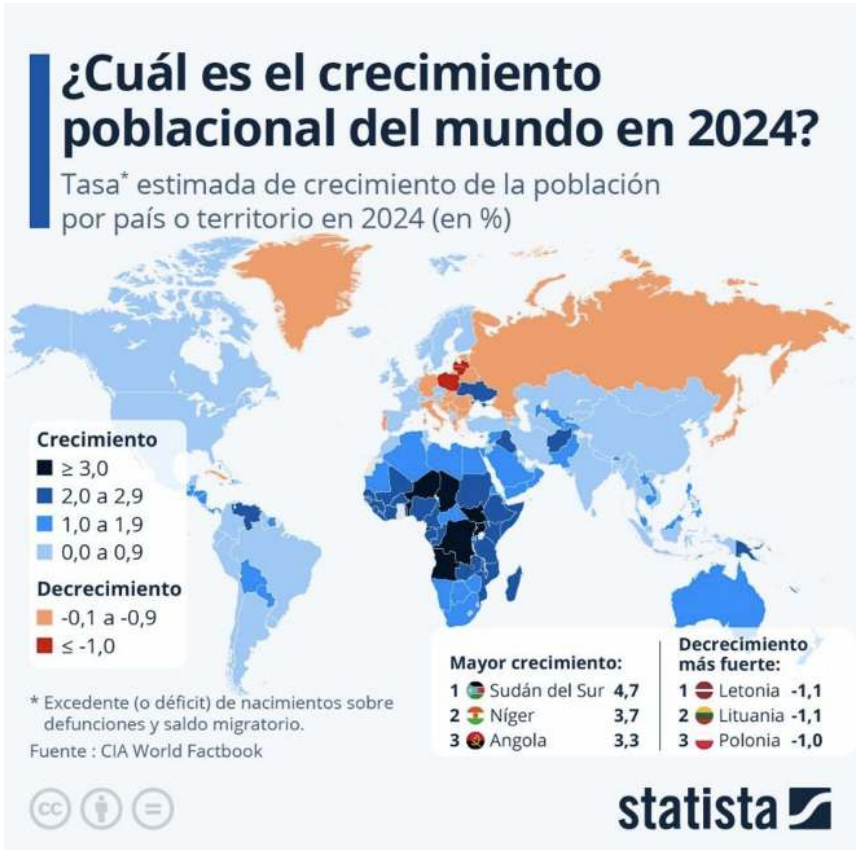 ¿Cuál es el crecimiento
poblacional del mundo en 2024?
Tasa* estimada de crecimiento de la población
por país o territorio en 2024 (en %)
Crecimiento
≥ 3,0
2,0 a 2,9
1,0 a 1,9
0,0 a 0,9
Decrecimiento
-0,1 a -0,9
≤ -1,0
Mayor crecimiento:
1 Sudán del Sur 4,7
2 Níger 3,7
3 Angola 3,3
Decrecimiento
más fuerte:
1 Letonia -1,1
2 Lituania -1,1
3 Polonia -1,0
* Excedente (o déficit) de nacimientos sobre
defunciones y saldo migratorio.
Fuente : CIA World Factbook
cc
statista